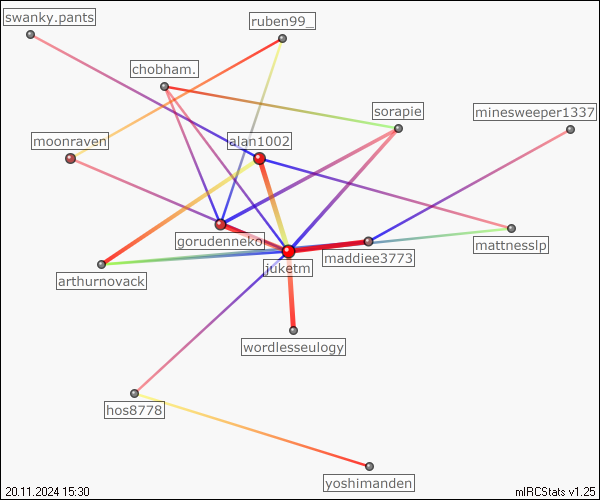 swanky.pants
ruben99_
chobham.
sorapie
minesweeper1337
moonraven
alan1002
gorudenneko
mattnesslp
maddiee3773
juketm
arthurnovack
wordlesseulogy
hos8778
yoshimanden
20.11.2024 15:30
mIRCStats v1.25